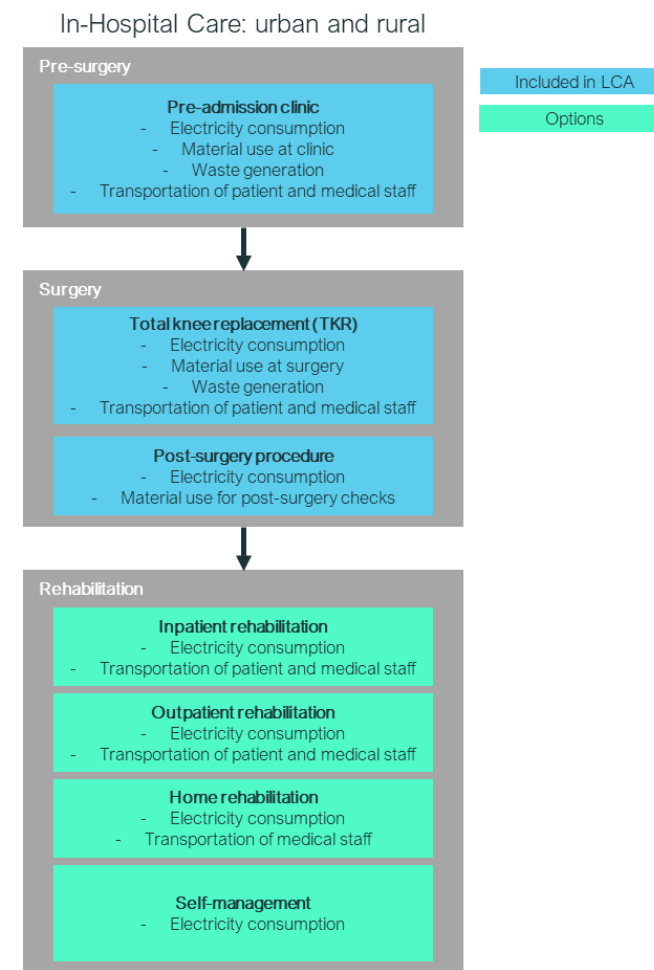 In-Hospital Care: urban and rural
Pre-surgery
Included in LCA
Options
Pre-admission clinic
- Electricity consumption
- Material use at clinic
- Waste generation
- Transportation of patient and medical staff
Surgery
Total knee replacement (TKR)
- Electricity consumption
- Material use at surgery
- Waste generation
- Transportation of patient and medical staff
Post-surgery procedure
- Electricity consumption
- Material use for post-surgery checks
Rehabilitation
Inpatient rehabilitation
- Electricity consumption
- Transportation of patient and medical staff
Outpatient rehabilitation
- Electricity consumption
- Transportation of patient and medical staff
Home rehabilitation
- Electricity consumption
- Transportation of medical staff
Self-management
- Electricity consumption